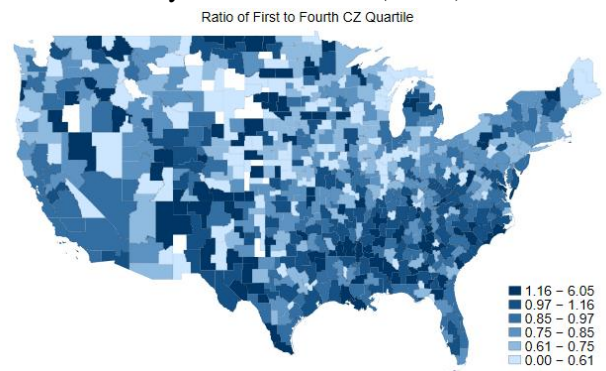 Ratio of First to Fourth CZ Quartile
1.16 – 6.05
0.97 – 1.16
0.85 – 0.97
0.75 – 0.85
0.61 – 0.75
0.00 – 0.61